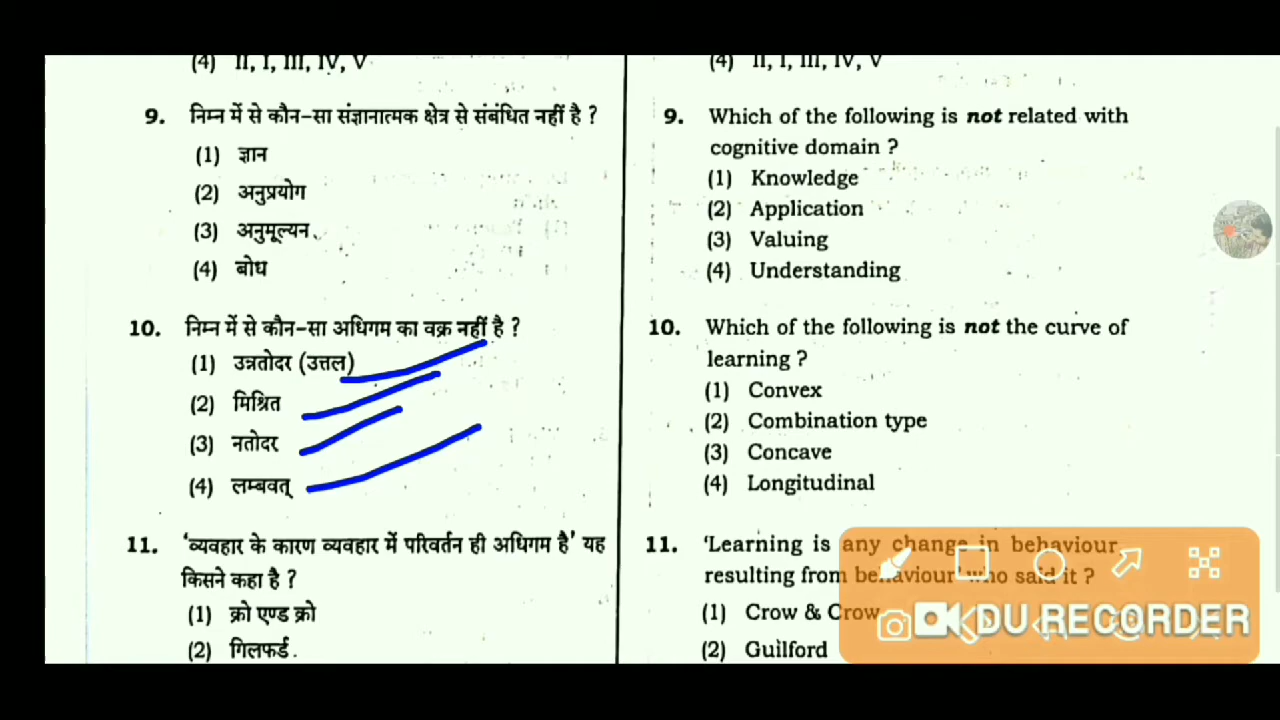 (4) II, I, III, IV, V
9. निम्न में से कौन-सा संज्ञानात्मक क्षेत्र से संबंधित नहीं है ?
(1) ज्ञान
(2) अनुप्रयोग
(3) अनुमूल्यन
(4) बोध
10. निम्न में से कौन-सा अधिगम का वक्र नहीं है ?
(1) उन्नतोदर (उत्तल)
(2) मिश्रित
(3) नतोदर
(4) लम्बवत्
11. 'व्यवहार के कारण व्यवहार में परिवर्तन ही अधिगम है' यह
किसने कहा है ?
(1) क्रो एण्ड क्रो
(2) गिलफर्ड
(4) II, I, III, IV, V
9. Which of the following is not related with
cognitive domain ?
(1) Knowledge
(2) Application
(3) Valuing
(4) Understanding
10. Which of the following is not the curve of
learning ?
(1) Convex
(2) Combination type
(3) Concave
(4) Longitudinal
11. 'Learning is any change in behaviour
resulting from behaviour' who said it ?
(1) Crow & Crow
(2) Guilford
DU RECORDER